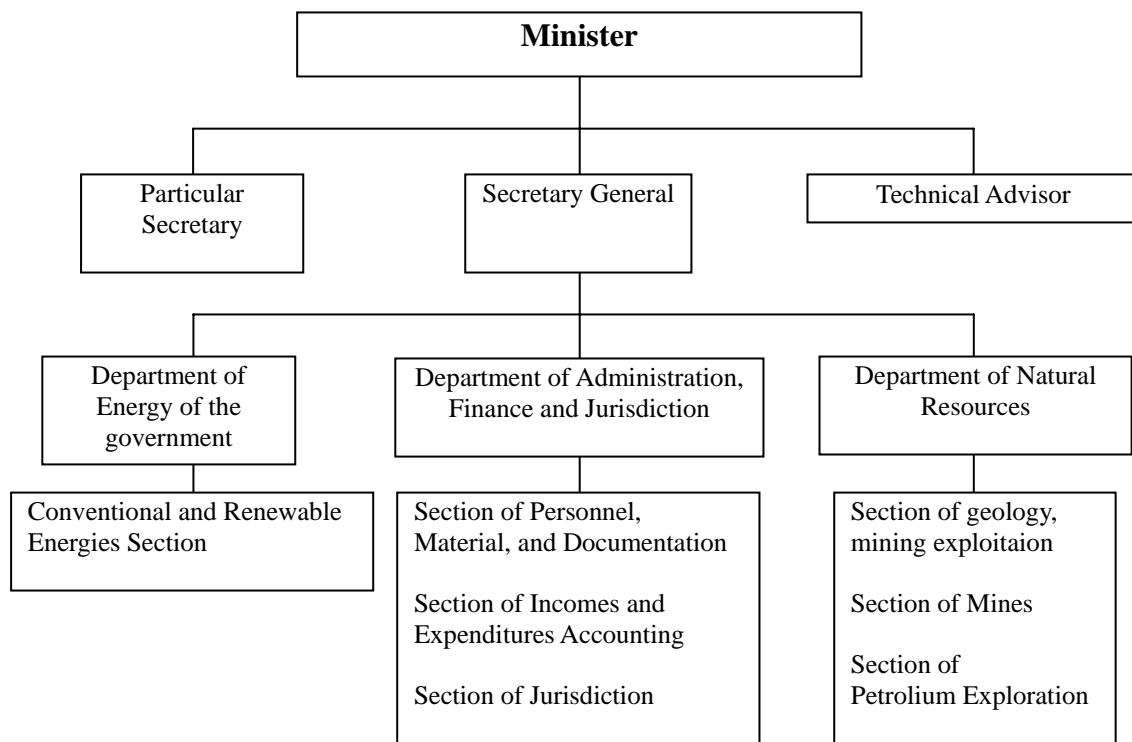 Minister
Particular
Secretary
Secretary General
Technical Advisor
Department of
Energy of the
government
Department of Administration,
Finance and Jurisdiction
Department of Natural
Resources
Conventional and Renewable
Energies Section
Section of Personnel,
Material, and Documentation
Section of Incomes and
Expenditures Accounting
Section of Jurisdiction
Section of geology,
mining exploitaion
Section of Mines
Section of
Petrolium Exploration